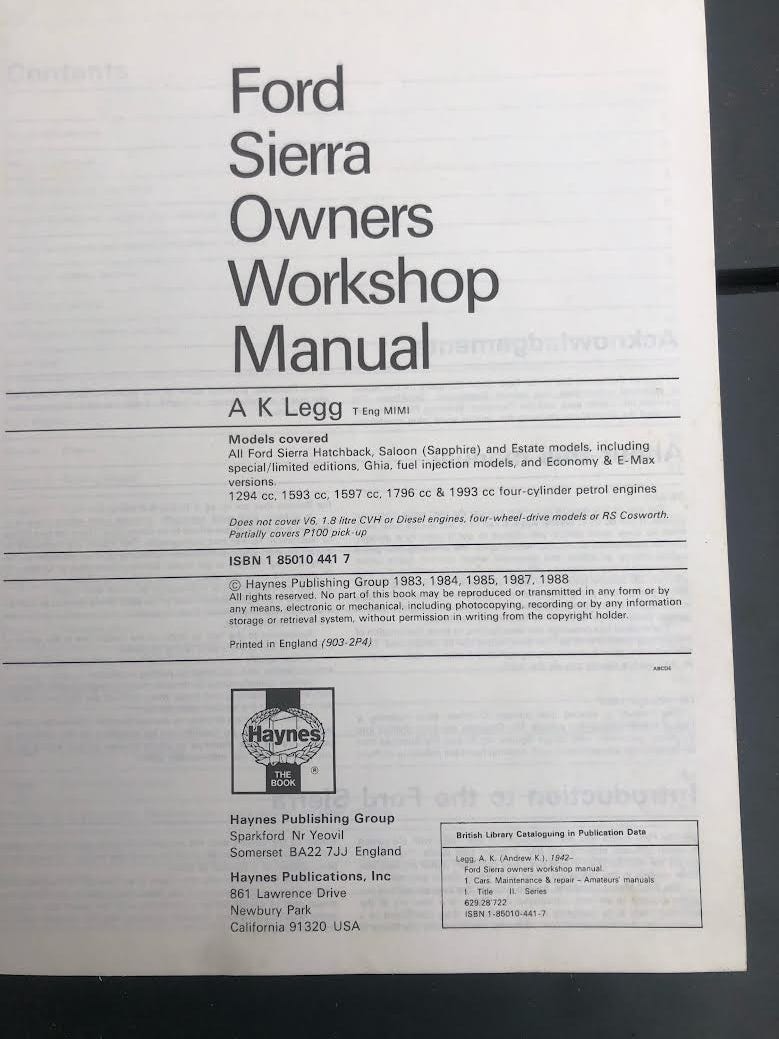 Ford
Sierra
Owners
Workshop
Manual
A K Legg T Eng MIMI
Models covered
All Ford Sierra Hatchback, Saloon (Sapphire) and Estate models, including
special/limited editions, Ghia, fuel injection models, and Economy & E-Max
versions.
1294 cc, 1593 cc, 1597 cc, 1796 cc & 1993 cc four-cylinder petrol engines
Does not cover V6, 1.8 litre CVH or Diesel engines, four-wheel-drive models or RS Cosworth.
Partially covers P100 pick-up
ISBN 1 85010 441 7
© Haynes Publishing Group 1983, 1984, 1985, 1987, 1988
All rights reserved. No part of this book may be reproduced or transmitted in any form or by
any means, electronic or mechanical, including photocopying, recording or by any information
storage or retrieval system, without permission in writing from the copyright holder.
Printed in England (903-2P4)
ABCDE
Haynes
THE
BOOK
®
Haynes Publishing Group
Sparkford Nr Yeovil
Somerset BA22 7JJ England
Haynes Publications, Inc
861 Lawrence Drive
Newbury Park
California 91320 USA
British Library Cataloguing in Publication Data
Legg, A. K. (Andrew K.), 1942–
Ford Sierra owners workshop manual.
1. Cars. Maintenance & repair – Amateurs' manuals
I. Title II. Series
629.28'722
ISBN 1-85010-441-7